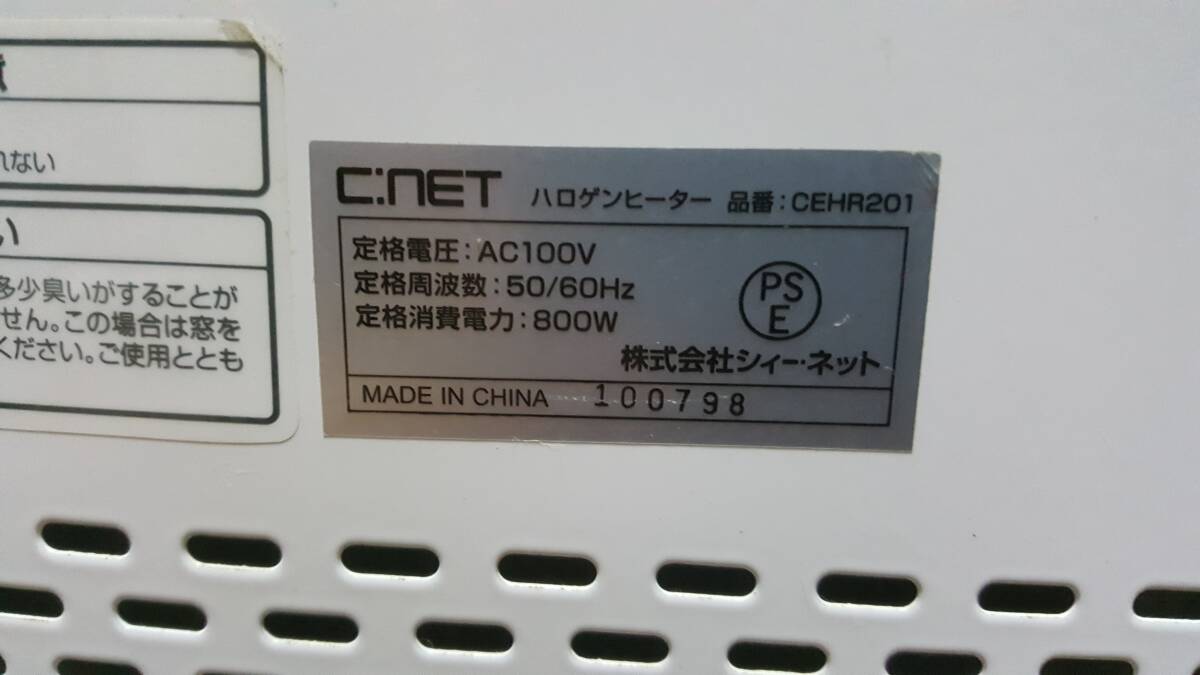 れない
い
多少臭いがすることが
せん。この場合は窓を
ください。ご使用ととも
C:NET ハロゲンヒーター 品番:CEHR201
定格電圧:AC100V
定格周波数:50/60Hz
定格消費電力:800W
PS
E
株式会社シィー・ネット
MADE IN CHINA 100798